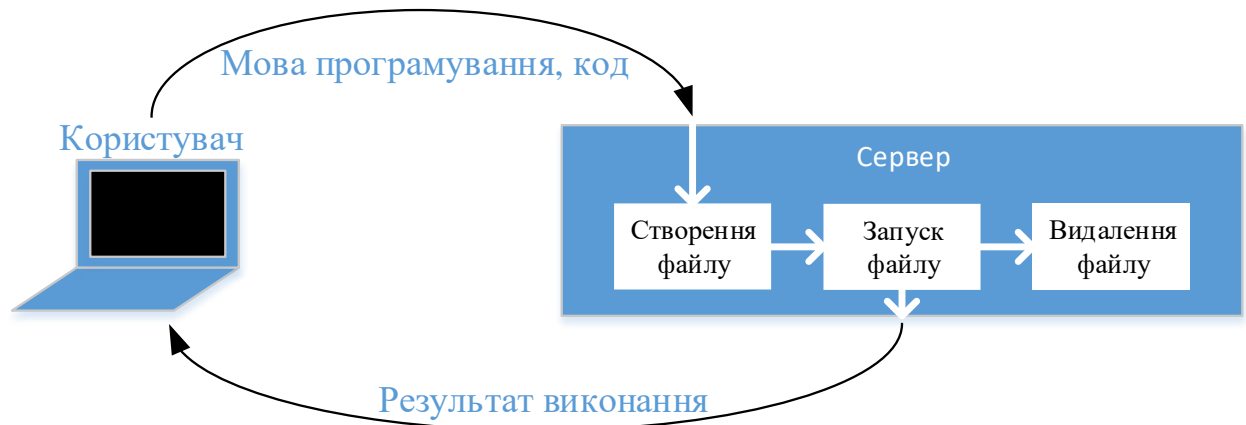 Мова програмування, код
Користувач
Сервер
Створення
файлу
Запуск
файлу
Видалення
файлу
Результат виконання